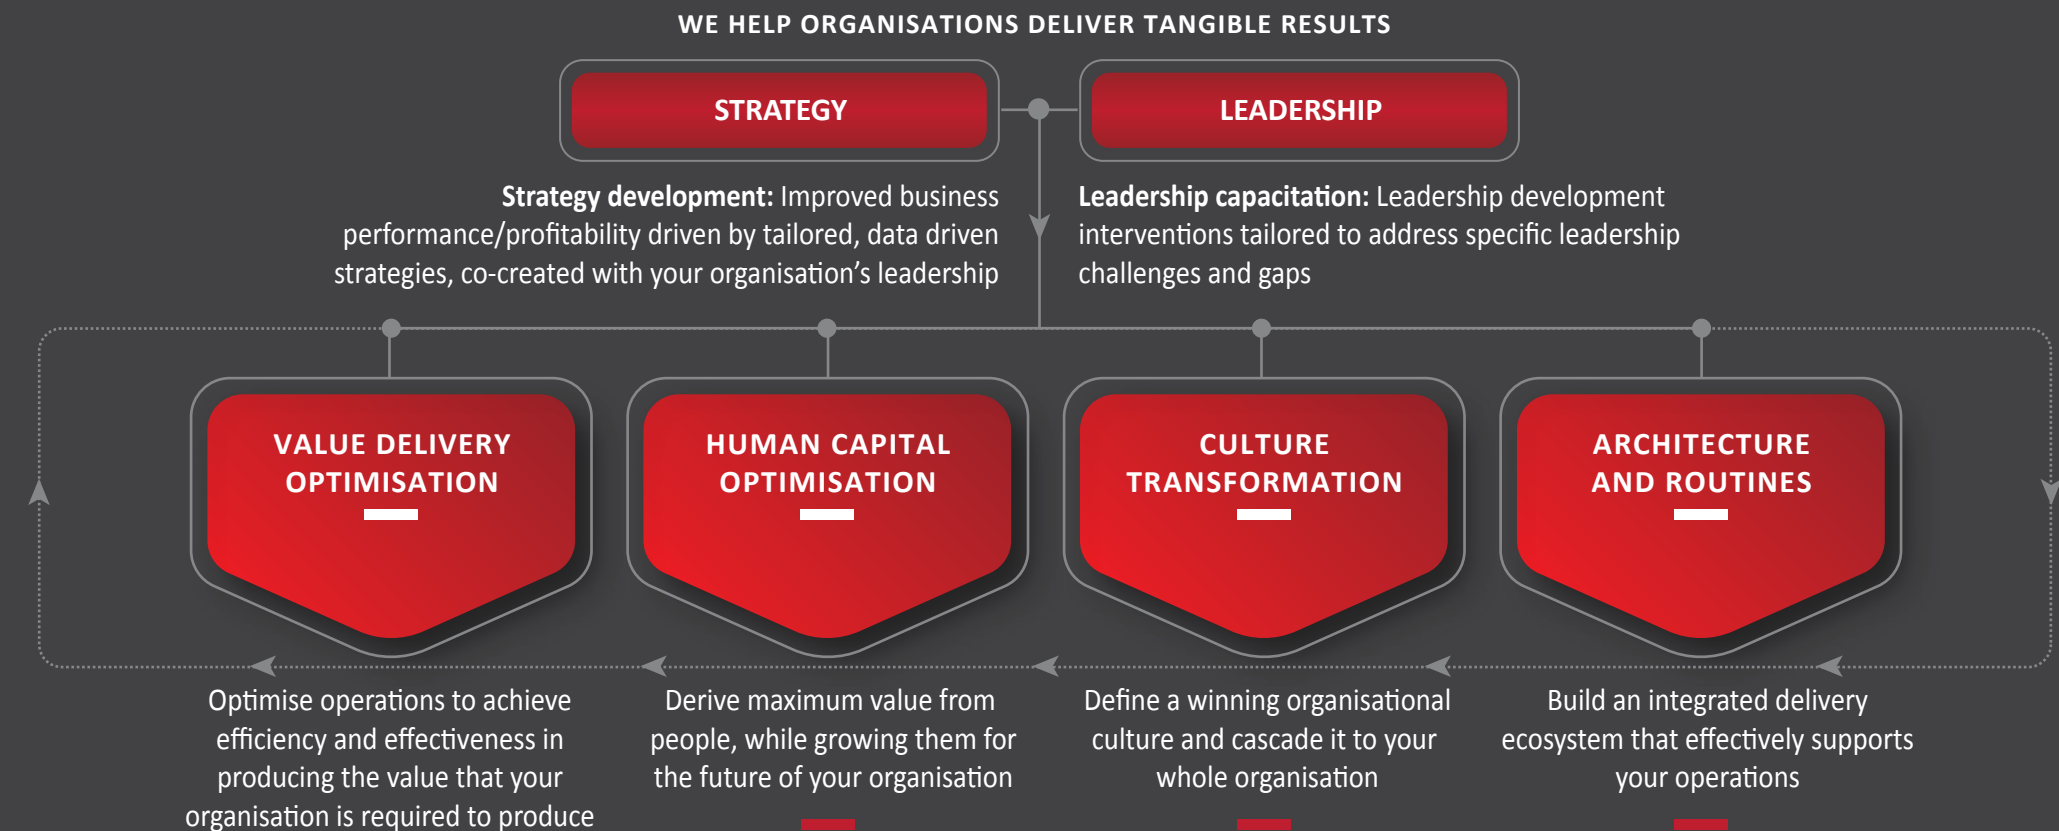 WE HELP ORGANISATIONS DELIVER TANGIBLE RESULTS
STRATEGY
LEADERSHIP
Strategy development: Improved business
performance/profitability driven by tailored, data driven
strategies, co-created with your organisation’s leadership
Leadership capacitation: Leadership development
interventions tailored to address specific leadership
challenges and gaps
VALUE DELIVERY
OPTIMISATION
HUMAN CAPITAL
OPTIMISATION
CULTURE
TRANSFORMATION
ARCHITECTURE
AND ROUTINES
Optimise operations to achieve
efficiency and effectiveness in
producing the value that your
organisation is required to produce
Derive maximum value from
people, while growing them for
the future of your organisation
Define a winning organisational
culture and cascade it to your
whole organisation
Build an integrated delivery
ecosystem that effectively supports
your operations